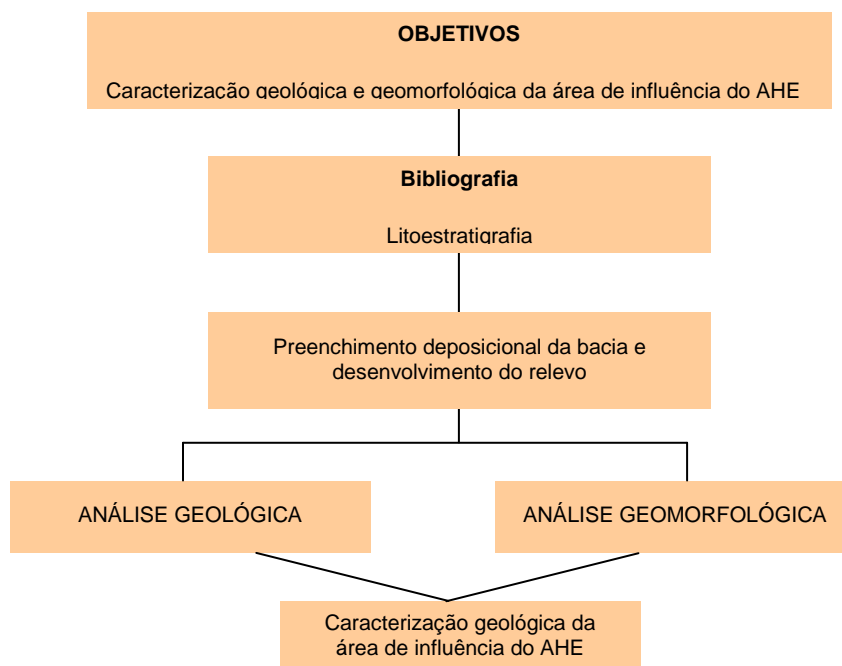 OBJETIVOS
Caracterização geológica e geomorfológica da área de influência do AHE
Bibliografia
Litoestratigrafia
Preenchimento deposicional da bacia e
desenvolvimento do relevo
ANÁLISE GEOLÓGICA
ANÁLISE GEOMORFOLÓGICA
Caracterização geológica da
área de influência do AHE